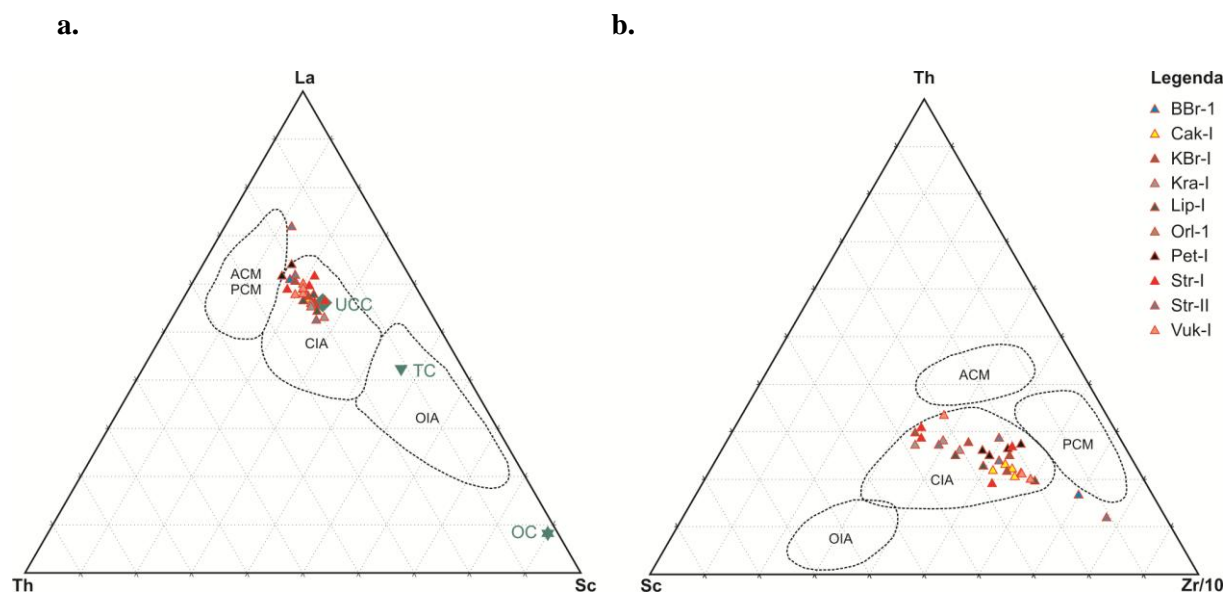 a.
b.
La
Th
Legenda
BBr-1
Cak-I
KBr-I
Kra-I
Lip-I
Orl-1
Pet-I
Str-I
Str-II
Vuk-I
ACM
PCM
UCC
CIA
TC
OIA
OC
Th
Sc
ACM
PCM
CIA
OIA
Sc
Zr/10